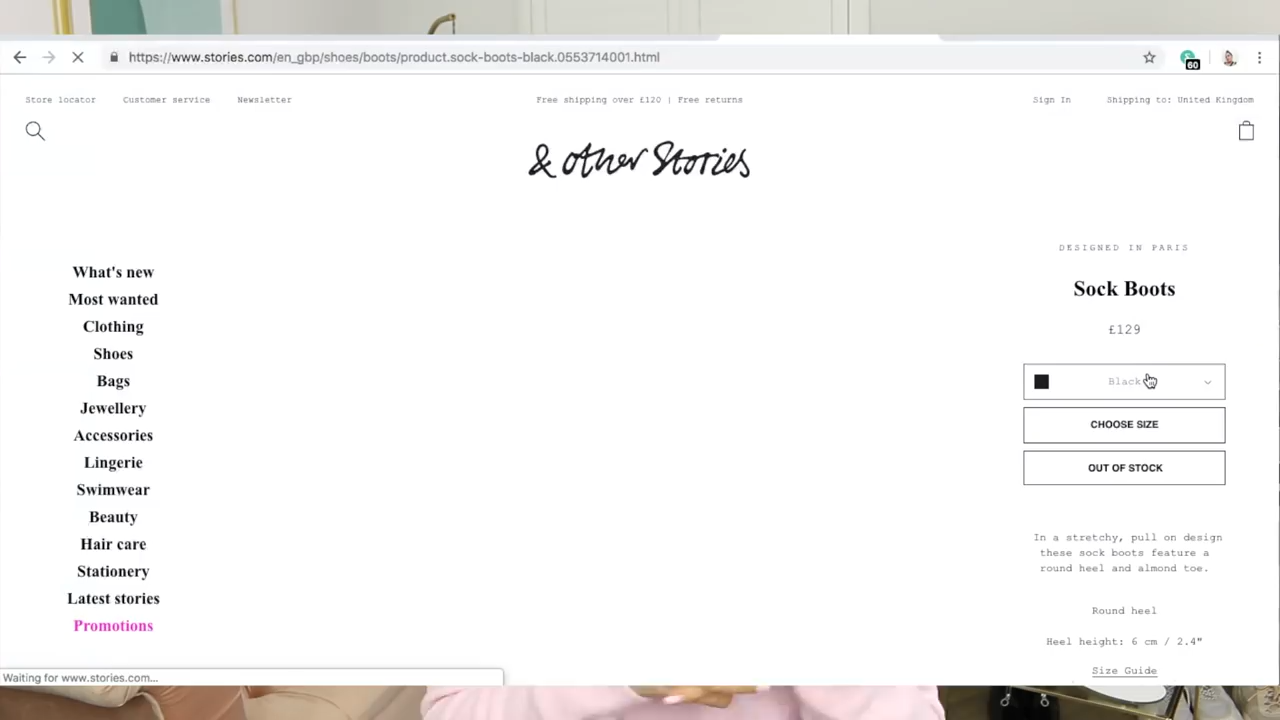 https://www.stories.com/en_gbp/shoes/boots/product.sock-boots-black.0553714001.html
60
Store locator Customer service Newsletter
Free shipping over £120 | Free returns
Sign In Shipping to: United Kingdom
& other Stories
What's new
Most wanted
Clothing
Shoes
Bags
Jewellery
Accessories
Lingerie
Swimwear
Beauty
Hair care
Stationery
Latest stories
Promotions
DESIGNED IN PARIS
Sock Boots
£129
Black
CHOOSE SIZE
OUT OF STOCK
In a stretchy, pull on design
these sock boots feature a
round heel and almond toe.
Round heel
Heel height: 6 cm / 2.4"
Size Guide
Waiting for www.stories.com...